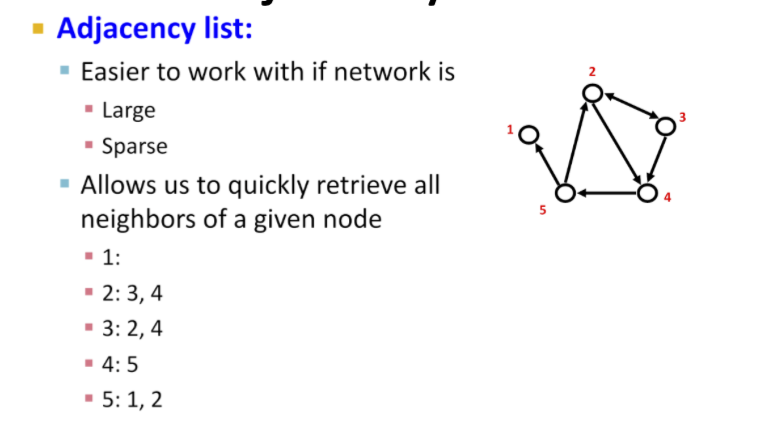 Adjacency list:
Easier to work with if network is
Large
Sparse
Allows us to quickly retrieve all
neighbors of a given node
1:
2: 3, 4
3: 2, 4
4: 5
5: 1, 2
2
3
1
4
5